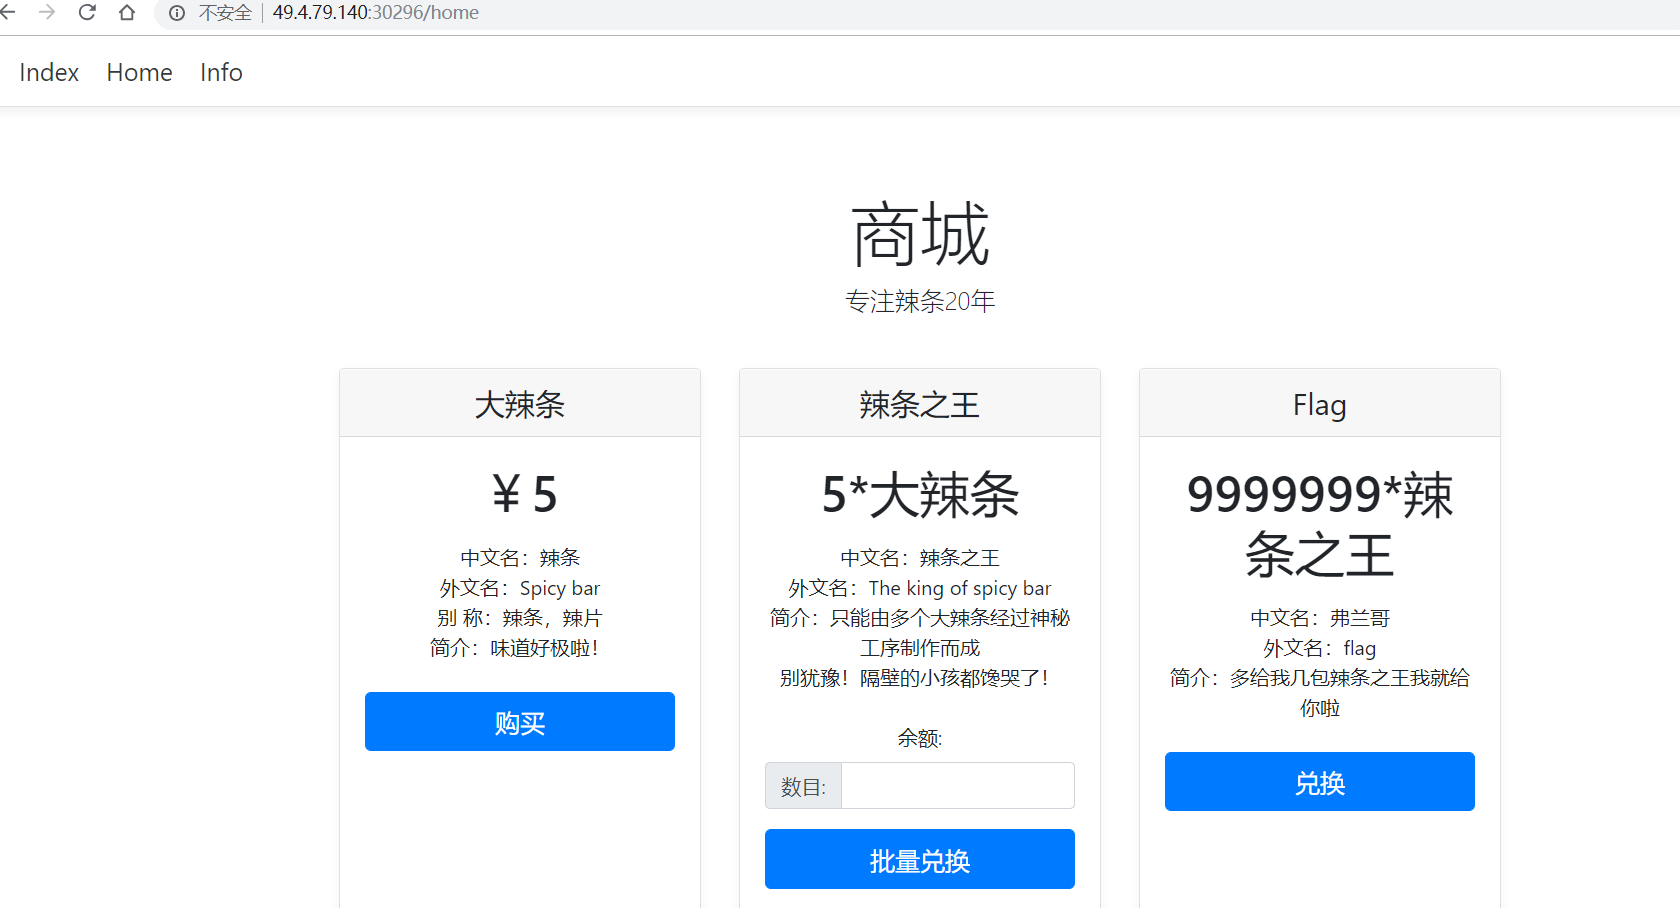 不安全 | 49.4.79.140:30296/home
Index Home Info
商城
专注辣条20年
大辣条
¥ 5
中文名：辣条
外文名：Spicy bar
别 称：辣条，辣片
简介：味道好极啦！
购买
辣条之王
5*大辣条
中文名：辣条之王
外文名：The king of spicy bar
简介：只能由多个大辣条经过神秘
工序制作而成
别犹豫！隔壁的小孩都馋哭了！
余额:
数目:
批量兑换
Flag
9999999*辣
条之王
中文名：弗兰哥
外文名：flag
简介：多给我几包辣条之王我就给
你啦
兑换